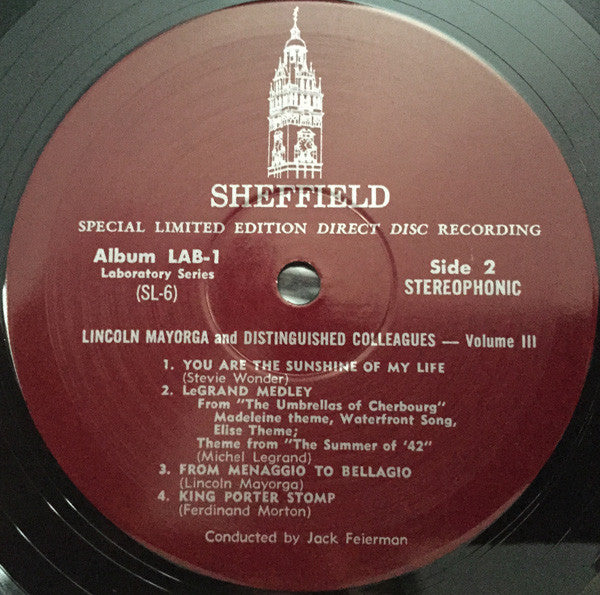 SHEFFIELD
SPECIAL LIMITED EDITION DIRECT DISC RECORDING
Album LAB-1
Laboratory Series
(SL-6)
Side 2
STEREOPHONIC
LINCOLN MAYORGA and DISTINGUISHED COLLEAGUES — Volume III
1. YOU ARE THE SUNSHINE OF MY LIFE
(Stevie Wonder)
2. LeGRAND MEDLEY
From "The Umbrellas of Cherbourg"
Madeleine theme, Waterfront Song,
Elise Theme;
Theme from "The Summer of '42"
(Michel Legrand)
3. FROM MENAGGIO TO BELLAGIO
(Lincoln Mayorga)
4. KING PORTER STOMP
(Ferdinand Morton)
Conducted by Jack Feierman